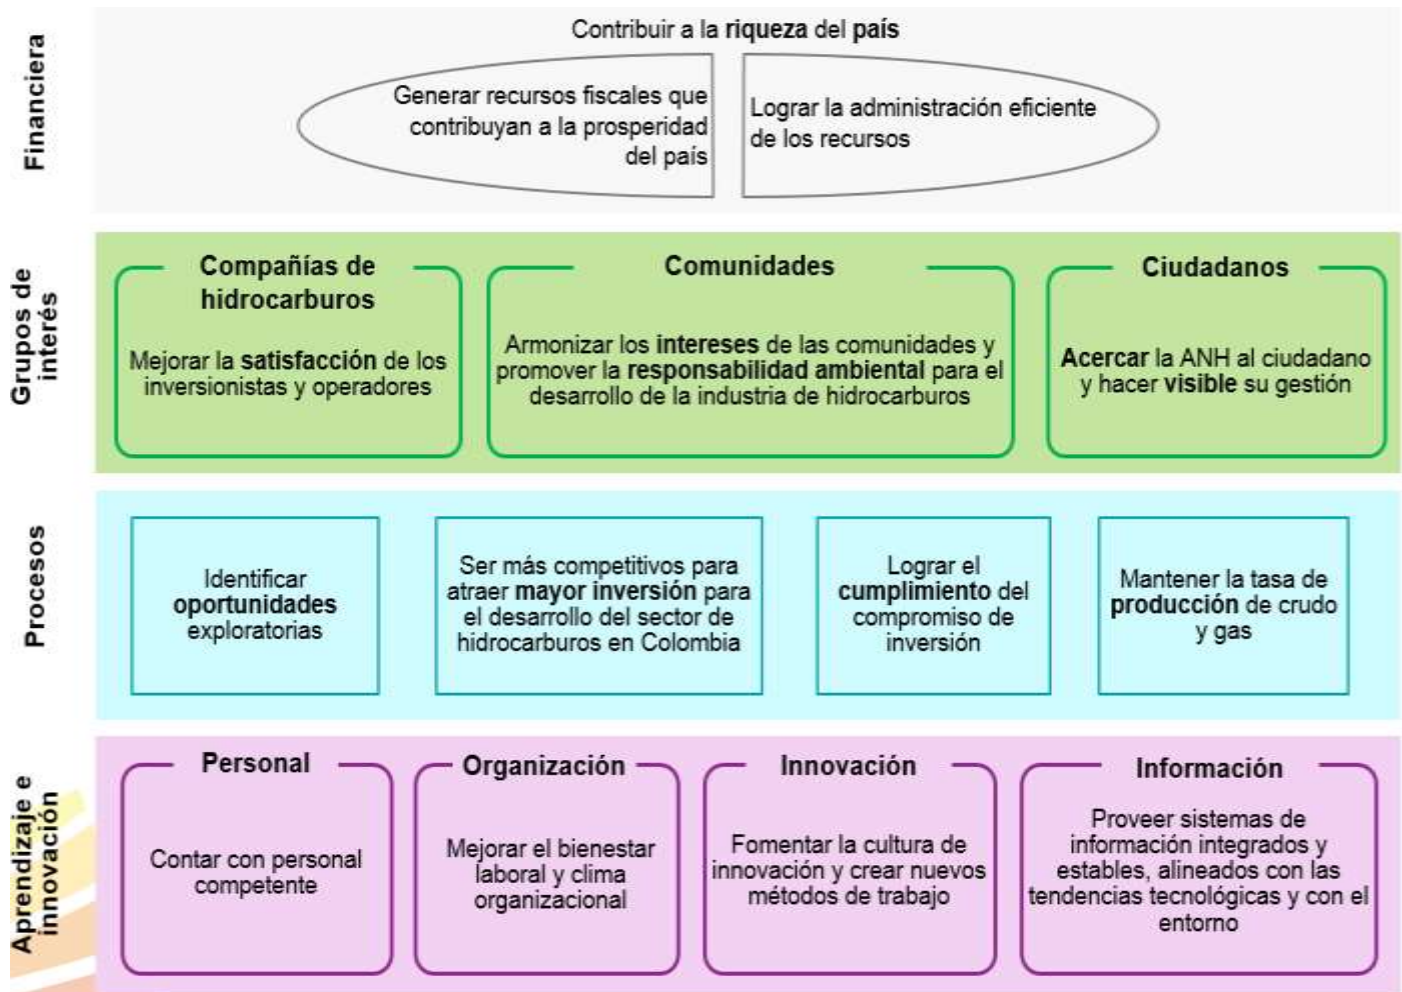 Financiera
Contribuir a la riqueza del país
Generar recursos fiscales que
contribuyan a la prosperidad
del país
Lograr la administración eficiente
de los recursos
Grupos de
interés
Compañías de
hidrocarburos
Mejorar la satisfacción de los
inversionistas y operadores
Comunidades
Armonizar los intereses de las comunidades y
promover la responsabilidad ambiental para el
desarrollo de la industria de hidrocarburos
Ciudadanos
Acercar la ANH al ciudadano
y hacer visible su gestión
Procesos
Identificar
oportunidades
exploratorias
Ser más competitivos para
atraer mayor inversión para
el desarrollo del sector de
hidrocarburos en Colombia
Lograr el
cumplimiento del
compromiso de
inversión
Mantener la tasa de
producción de crudo
y gas
Aprendizaje e
innovación
Personal
Contar con personal
competente
Organización
Mejorar el bienestar
laboral y clima
organizacional
Innovación
Fomentar la cultura de
innovación y crear nuevos
métodos de trabajo
Información
Proveer sistemas de
información integrados y
estables, alineados con las
tendencias tecnológicas y con el
entorno